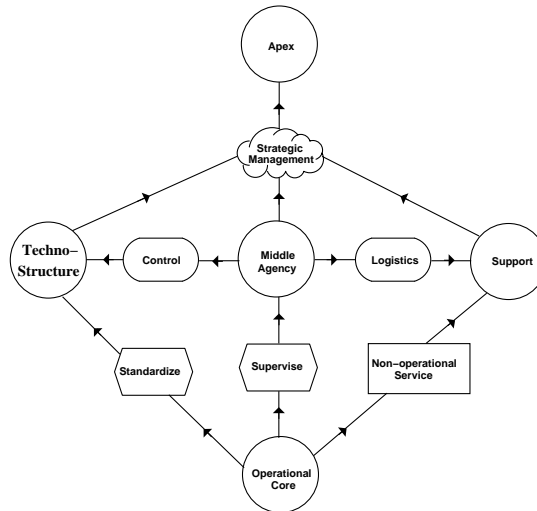 Apex
Strategic
Management
Techno−
Structure
Control
Middle
Agency
Logistics
Support
Standardize
Supervise
Non−operational
Service
Operational
Core